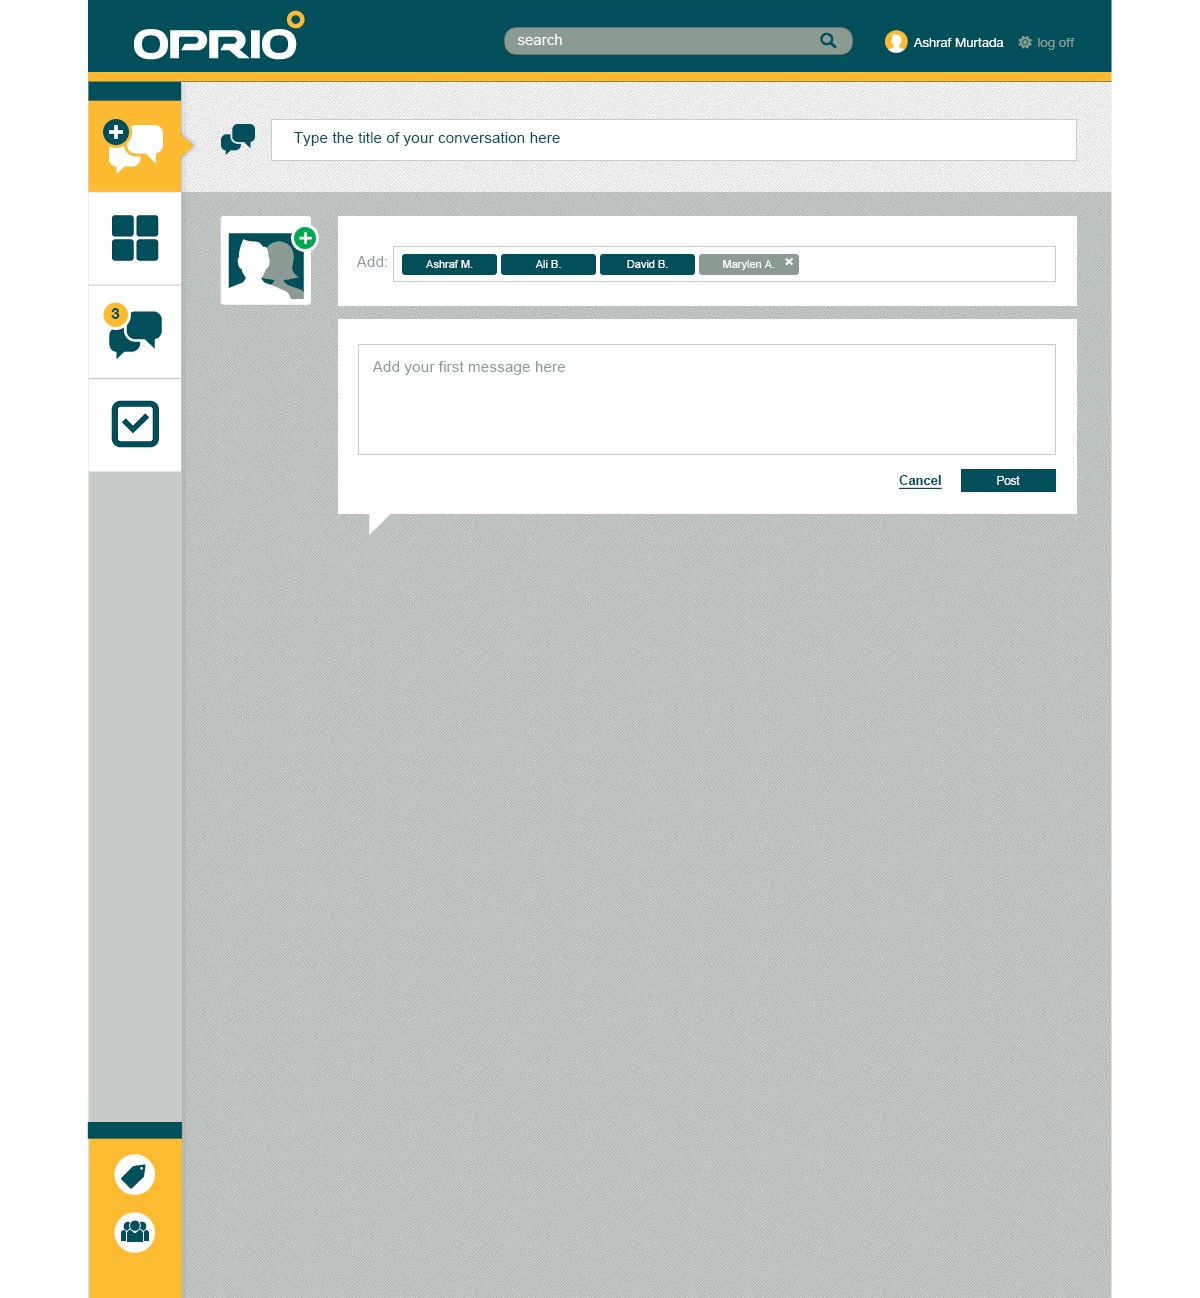 OPRIO
search
Ashraf Murtada
log off
Type the title of your conversation here
Add: Ashraf M. Ali B. David B. Marylen A.
3
Add your first message here
Cancel Post